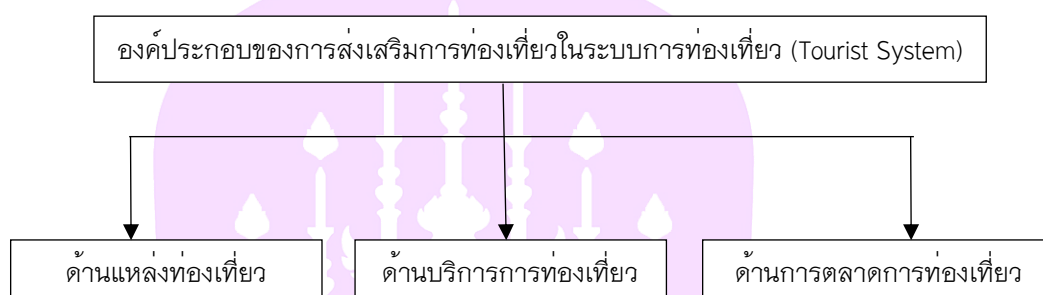 องค์ประกอบของการส่งเสริมการท่องเที่ยวในระบบการท่องเที่ยว (Tourist System)
ด้านแหล่งท่องเที่ยว ด้านบริการการท่องเที่ยว ด้านการตลาดการท่องเที่ยว